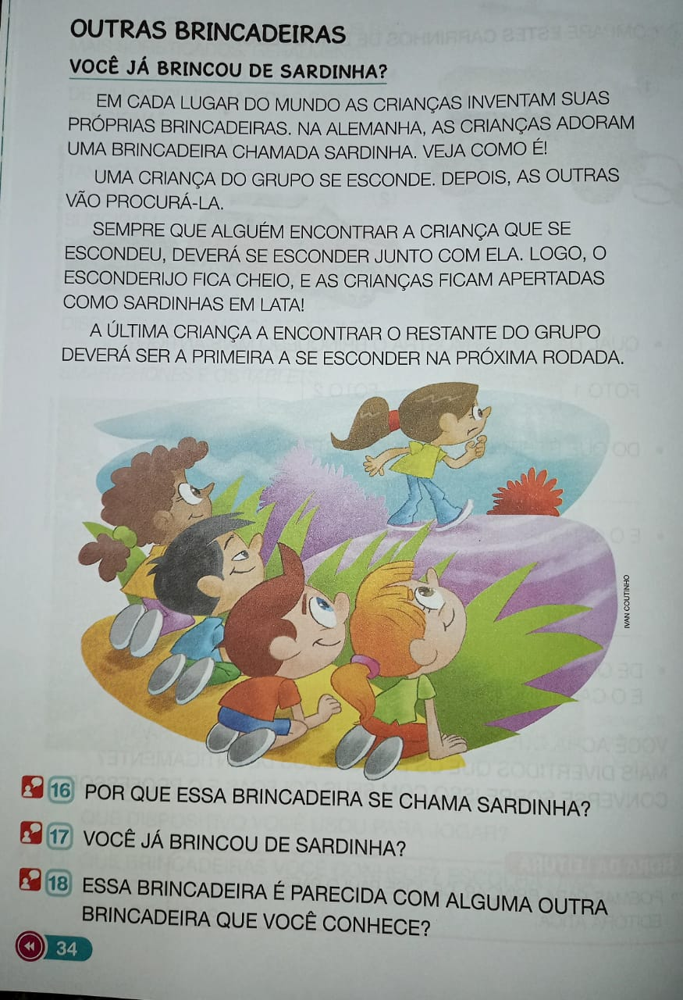 OUTRAS BRINCADEIRAS
VOCÊ JÁ BRINCOU DE SARDINHA?
EM CADA LUGAR DO MUNDO AS CRIANÇAS INVENTAM SUAS
PRÓPRIAS BRINCADEIRAS. NA ALEMANHA, AS CRIANÇAS ADORAM
UMA BRINCADEIRA CHAMADA SARDINHA. VEJA COMO É!
UMA CRIANÇA DO GRUPO SE ESCONDE. DEPOIS, AS OUTRAS
VÃO PROCURÁ-LA.
SEMPRE QUE ALGUÉM ENCONTRAR A CRIANÇA QUE SE
ESCONDEU, DEVERÁ SE ESCONDER JUNTO COM ELA. LOGO, O
ESCONDERIJO FICA CHEIO, E AS CRIANÇAS FICAM APERTADAS
COMO SARDINHAS EM LATA!
A ÚLTIMA CRIANÇA A ENCONTRAR O RESTANTE DO GRUPO
DEVERÁ SER A PRIMEIRA A SE ESCONDER NA PRÓXIMA RODADA.
IVAN COUTINHO
16 POR QUE ESSA BRINCADEIRA SE CHAMA SARDINHA?
17 VOCÊ JÁ BRINCOU DE SARDINHA?
18 ESSA BRINCADEIRA É PARECIDA COM ALGUMA OUTRA
BRINCADEIRA QUE VOCÊ CONHECE?
34